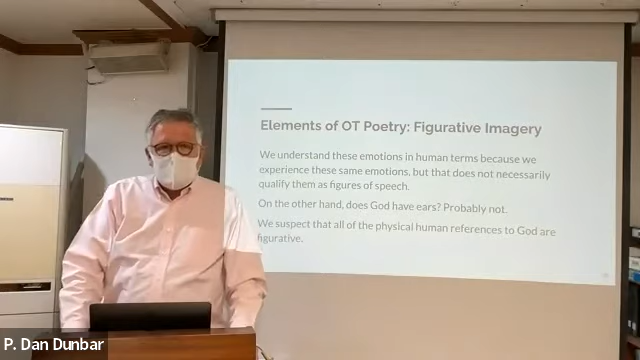 Elements of OT Poetry: Figurative Imagery
We understand these emotions in human terms because we
experience these same emotions, but that does not necessarily
qualify them as figures of speech.
On the other hand, does God have ears? Probably not.
We suspect that all of the physical human references to God are
figurative.
P. Dan Dunbar